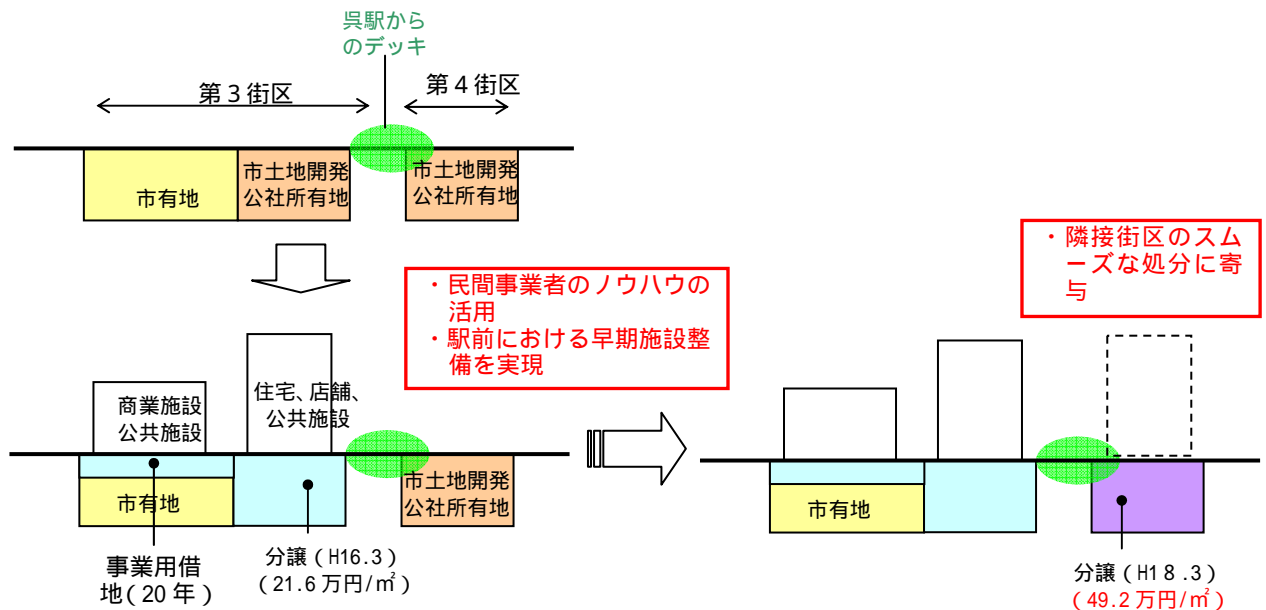 呉駅から
のデッキ
第3街区
第4街区
市有地
市土地開発
公社所有地
市土地開発
公社所有地
・民間事業者のノウハウの
活用
・駅前における早期施設整
備を実現
・隣接街区のスム
ーズな処分に寄
与
商業施設
公共施設
住宅、店舗、
公共施設
市有地
市土地開発
公社所有地
事業用借
地(20年)
分譲(H16.3)
(21.6万円/㎡)
市有地
分譲(H18.3)
(49.2万円/㎡)